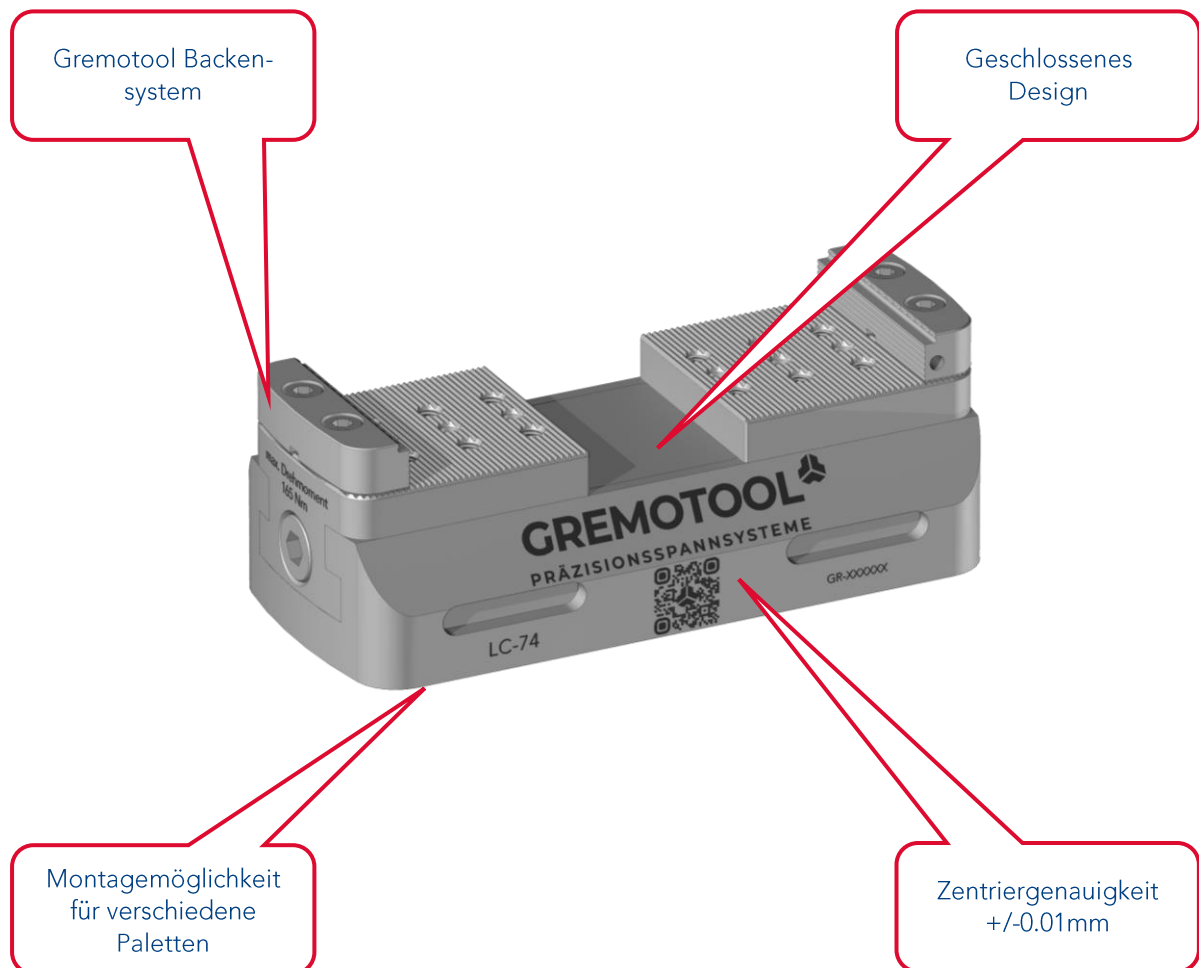 Gremotool Backen-
system
Geschlossenes
Design
max. Drehmoment
165 Nm
GREMOTOOL
PRÄZISIONSSPANNSYSTEME
GR-XXXXXX
LC-74
Montagemöglichkeit
für verschiedene
Paletten
Zentriergenauigkeit
+/-0.01mm